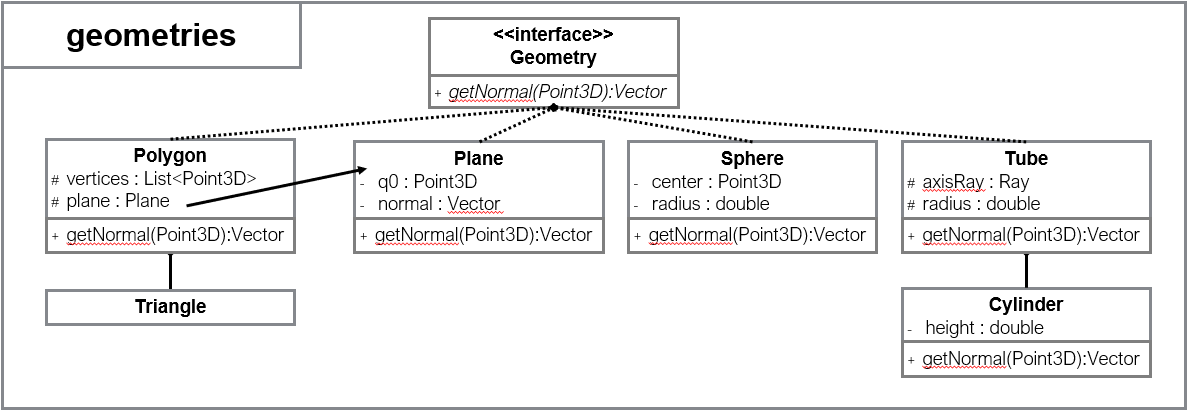 geometries
<<interface>>
Geometry
+ getNormal(Point3D):Vector
Polygon
# vertices : List<Point3D>
# plane : Plane
+ getNormal(Point3D):Vector
Plane
- q0 : Point3D
- normal : Vector
+ getNormal(Point3D):Vector
Sphere
- center : Point3D
- radius : double
+ getNormal(Point3D):Vector
Tube
# axisRay : Ray
# radius : double
+ getNormal(Point3D):Vector
Triangle
Cylinder
- height : double
+ getNormal(Point3D):Vector